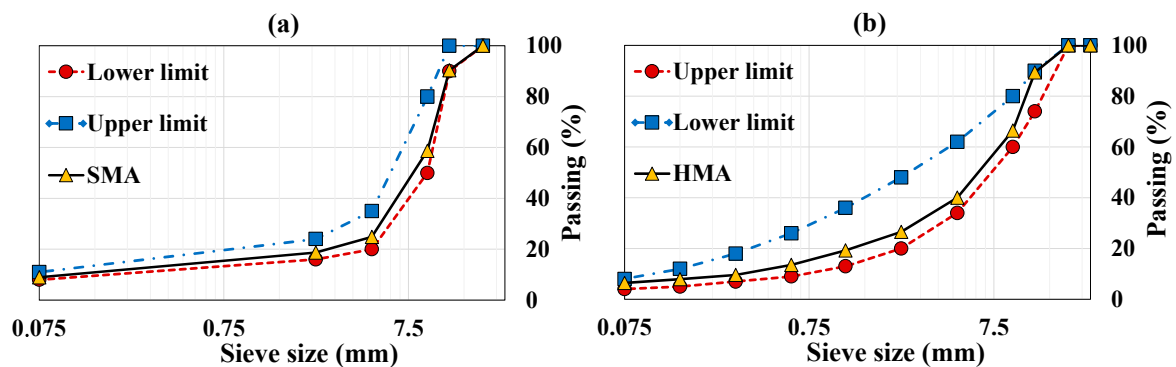 (a)
Lower limit
Upper limit
SMA
100
80
60
40
20
0
Passing (%)
0.075
0.75
7.5
Sieve size (mm)
(b)
Upper limit
Lower limit
HMA
100
80
60
40
20
0
Passing (%)
0.075
0.75
7.5
Sieve size (mm)